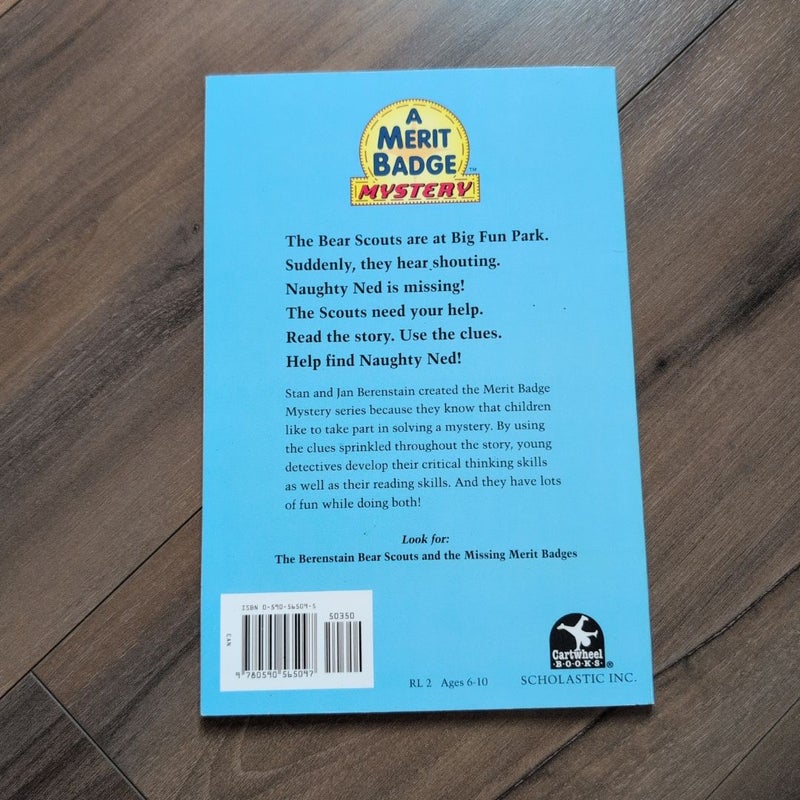 A
MERIT
BADGE™
MYSTERY
The Bear Scouts are at Big Fun Park.
Suddenly, they hear shouting.
Naughty Ned is missing!
The Scouts need your help.
Read the story. Use the clues.
Help find Naughty Ned!
Stan and Jan Berenstain created the Merit Badge
Mystery series because they know that children
like to take part in solving a mystery. By using
the clues sprinkled throughout the story, young
detectives develop their critical thinking skills
as well as their reading skills. And they have lots
of fun while doing both!
Look for:
The Berenstain Bear Scouts and the Missing Merit Badges
ISBN 0-590-56509-5
50350
CAN
9 780590 565097
RL 2 Ages 6-10
Cartwheel
·BOOKS·®
SCHOLASTIC INC.